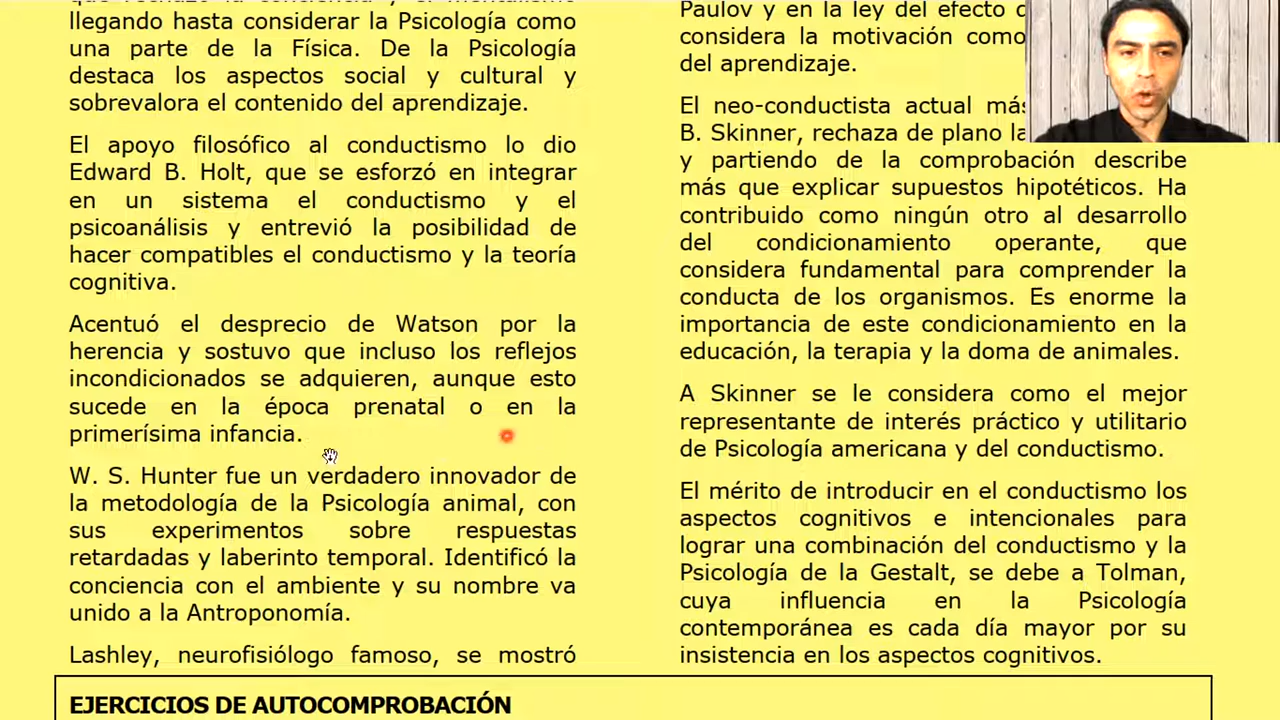 llegando hasta considerar la Psicología como
una parte de la Física. De la Psicología
destaca los aspectos social y cultural y
sobrevalora el contenido del aprendizaje.
El apoyo filosófico al conductismo lo dio
Edward B. Holt, que se esforzó en integrar
en un sistema el conductismo y el
psicoanálisis y entrevió la posibilidad de
hacer compatibles el conductismo y la teoría
cognitiva.
Acentuó el desprecio de Watson por la
herencia y sostuvo que incluso los reflejos
incondicionados se adquieren, aunque esto
sucede en la época prenatal o en la
primerísima infancia.
W. S. Hunter fue un verdadero innovador de
la metodología de la Psicología animal, con
sus experimentos sobre respuestas
retardadas y laberinto temporal. Identificó la
conciencia con el ambiente y su nombre va
unido a la Antroponomía.
Lashley, neurofisiólogo famoso, se mostró
Paulov y en la ley del efecto
considera la motivación como
del aprendizaje.
El neo-conductista actual
B. Skinner, rechaza de plano
y partiendo de la comprobación describe
más que explicar supuestos hipotéticos. Ha
contribuido como ningún otro al desarrollo
del condicionamiento operante, que
considera fundamental para comprender la
conducta de los organismos. Es enorme la
importancia de este condicionamiento en la
educación, la terapia y la doma de animales.
A Skinner se le considera como el mejor
representante de interés práctico y utilitario
de Psicología americana y del conductismo.
El mérito de introducir en el conductismo los
aspectos cognitivos e intencionales para
lograr una combinación del conductismo y la
Psicología de la Gestalt, se debe a Tolman,
cuya influencia en la Psicología
contemporánea es cada día mayor por su
insistencia en los aspectos cognitivos.
EJERCICIOS DE AUTOCOMPROBACIÓN